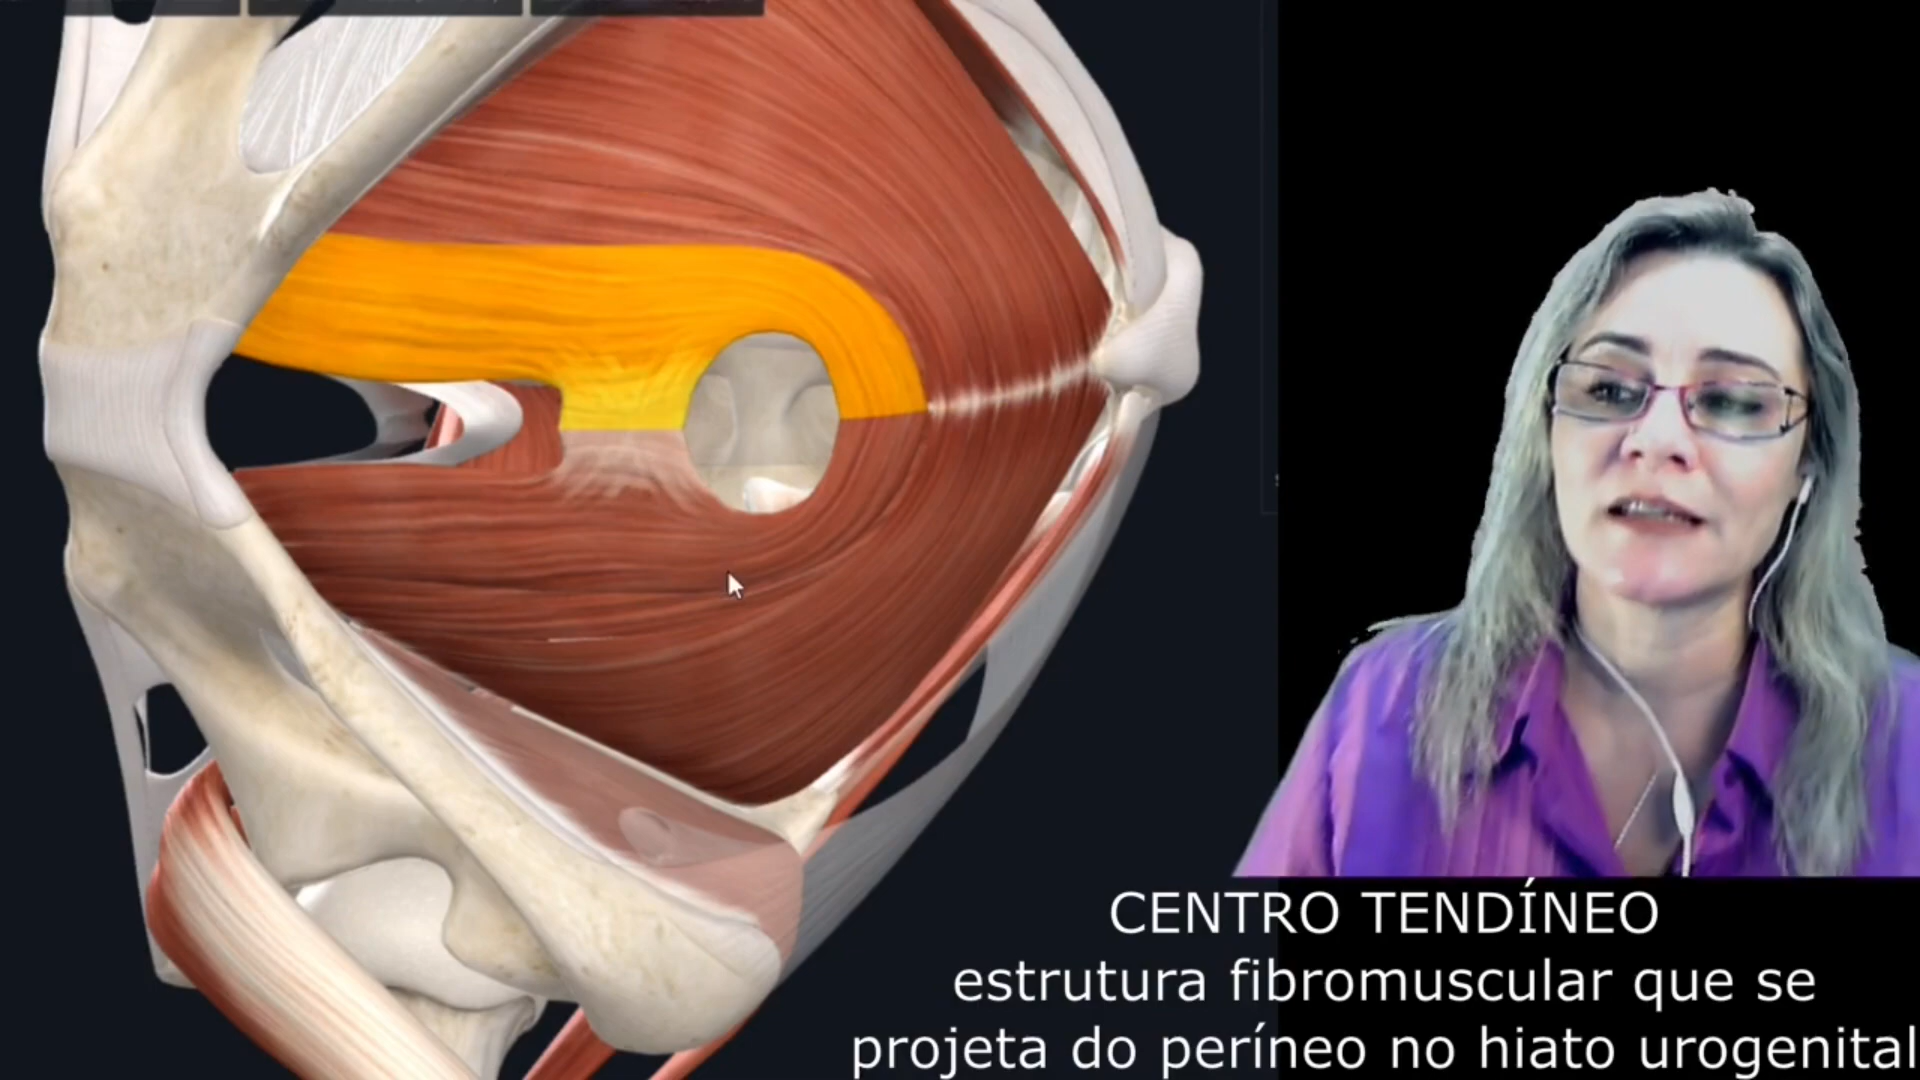 CENTRO TENDÍNEO
estrutura fibromuscular que se
projeta do períneo no hiato urogenital